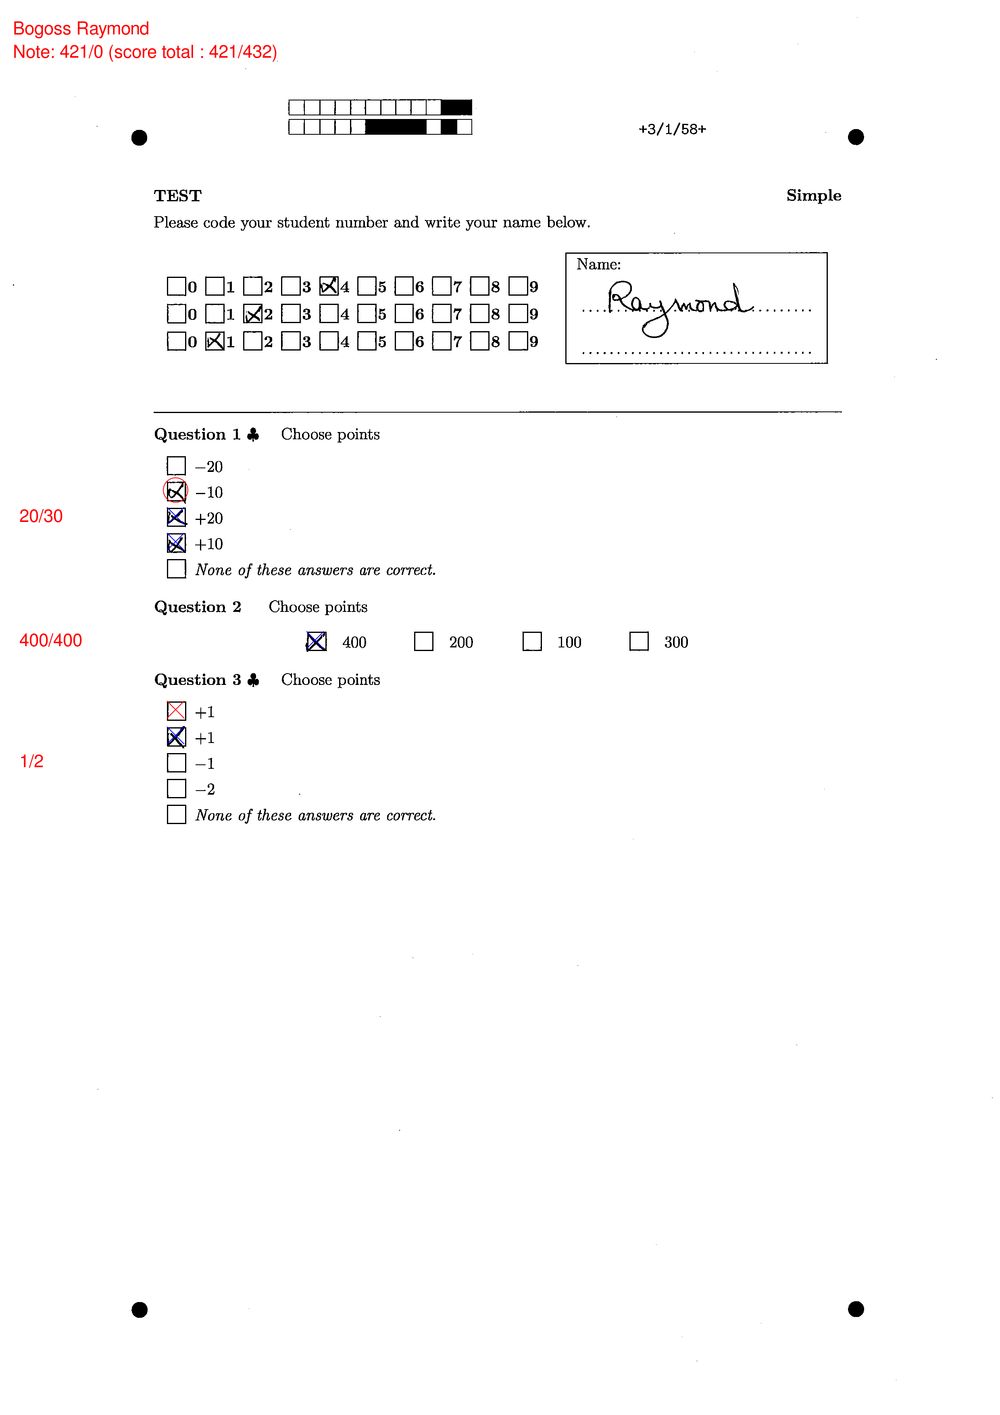 Bogoss Raymond
Note: 421/0 (score total : 421/432)
+3/1/58+
TEST Simple
Please code your student number and write your name below.
Name:
0 1 2 3 4 5 6 7 8 9
Raymond
0 1 2 3 4 5 6 7 8 9
0 1 2 3 4 5 6 7 8 9
Question 1 ♣ Choose points
−20
−10
20/30 +20
+10
None of these answers are correct.
Question 2 Choose points
400/400 400 200 100 300
Question 3 ♣ Choose points
+1
+1
1/2 −1
−2
None of these answers are correct.